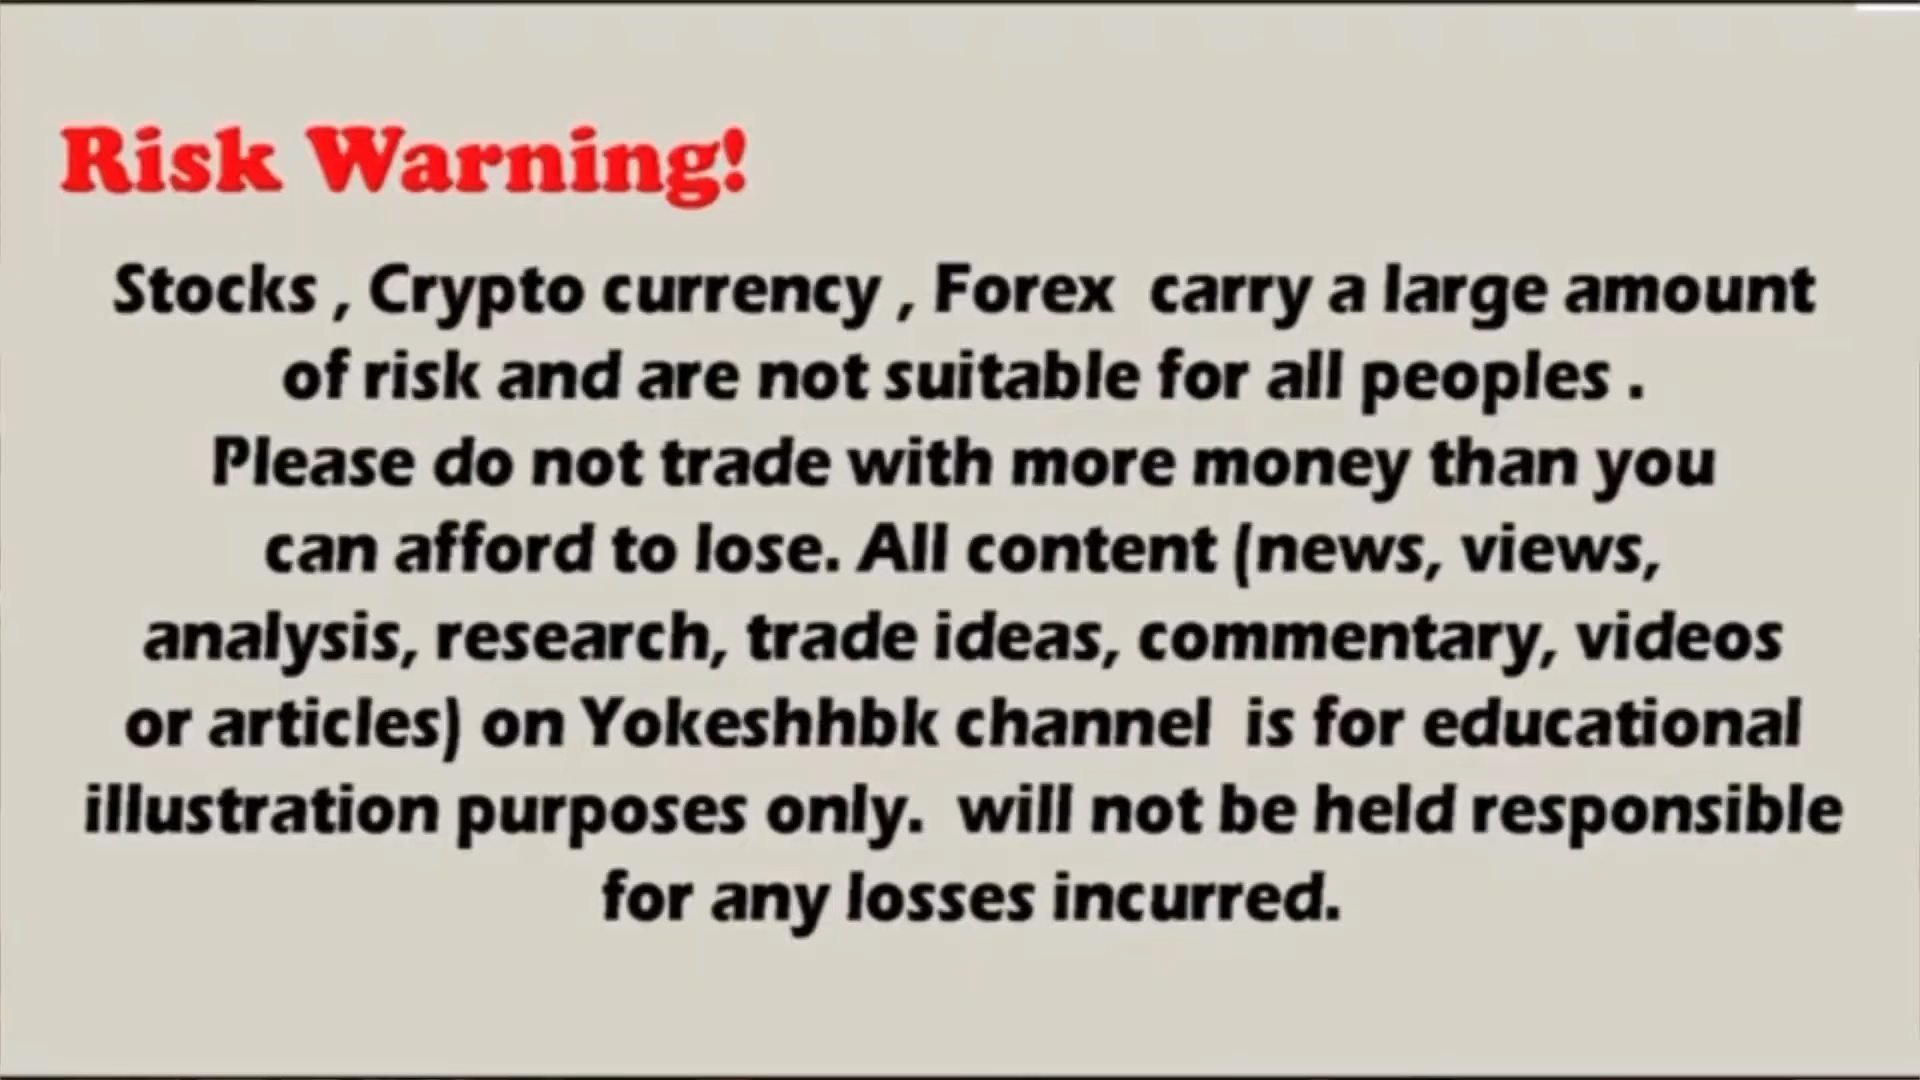 Risk Warning!
Stocks , Crypto currency , Forex carry a large amount
of risk and are not suitable for all peoples .
Please do not trade with more money than you
can afford to lose. All content (news, views,
analysis, research, trade ideas, commentary, videos
or articles) on Yokeshhbk channel is for educational
illustration purposes only. will not be held responsible
for any losses incurred.